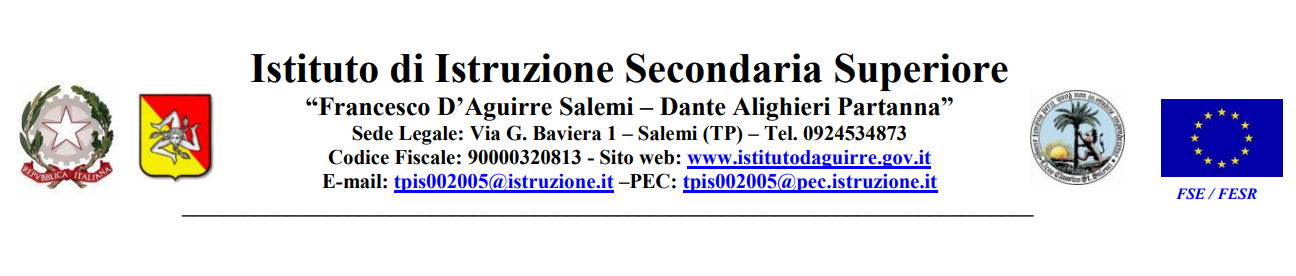 Istituto di Istruzione Secondaria Superiore
“Francesco D’Aguirre Salemi – Dante Alighieri Partanna”
Sede Legale: Via G. Baviera 1 – Salemi (TP) – Tel. 0924534873
Codice Fiscale: 90000320813 - Sito web: www.istitutodaguirre.gov.it
E-mail: tpis002005@istruzione.it –PEC: tpis002005@pec.istruzione.it
REPVBBLICA ITALIANA
FSE / FESR